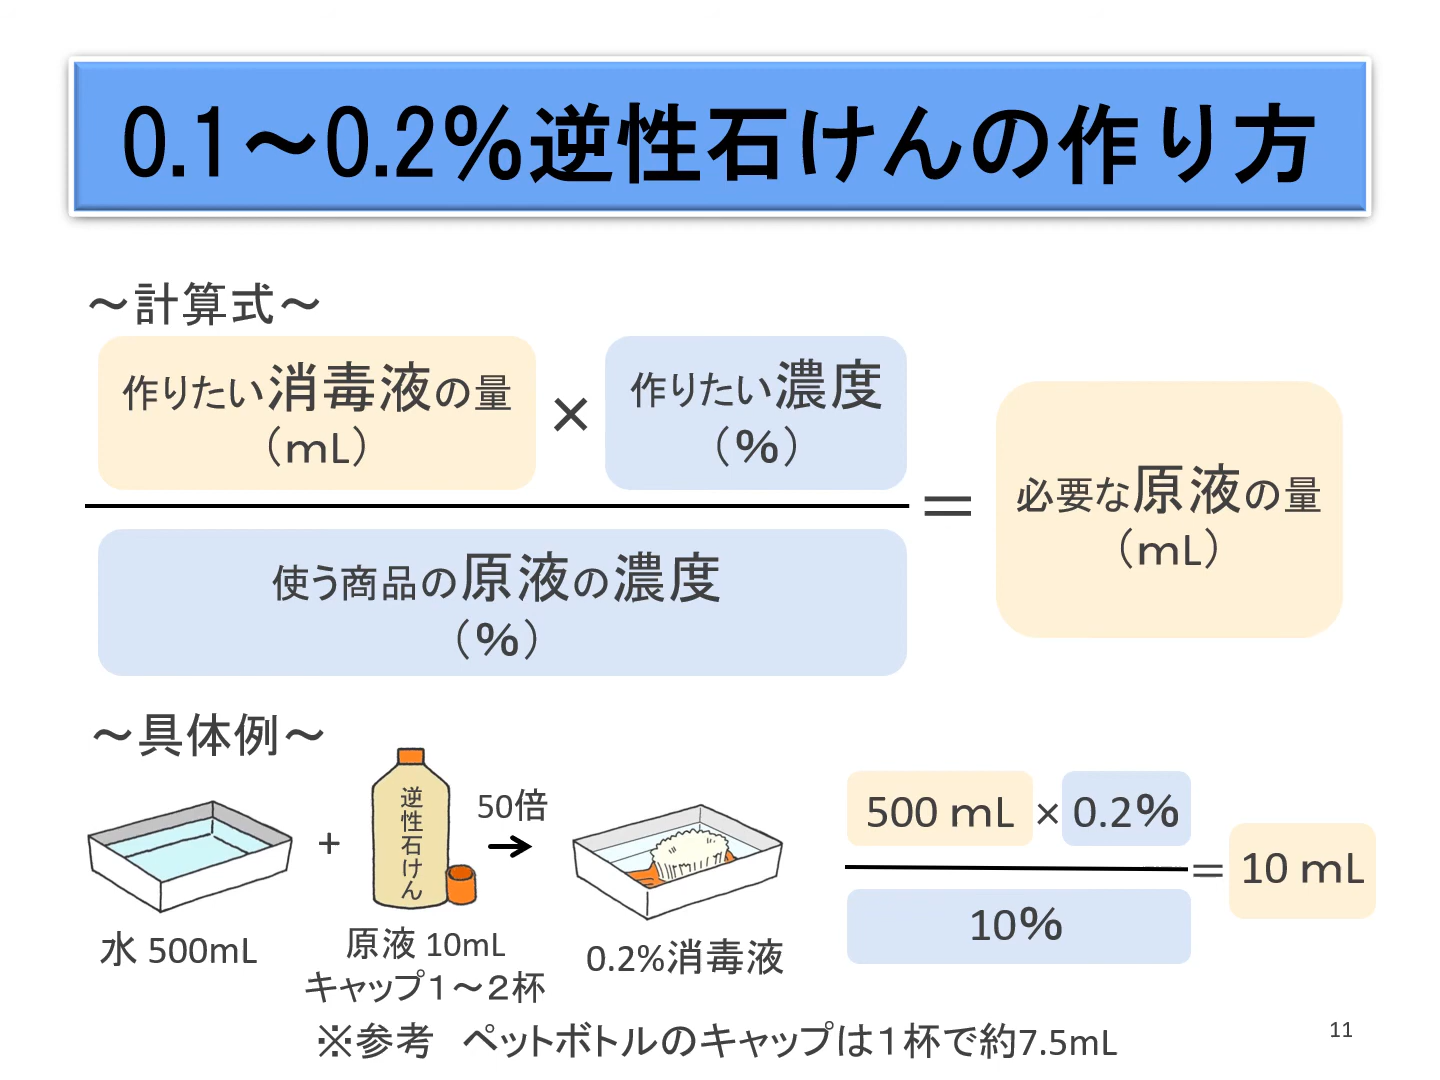 0.1～0.2％逆性石けんの作り方
～計算式～
作りたい消毒液の量
（mL）
×
作りたい濃度
（％）
使う商品の原液の濃度
（％）
＝
必要な原液の量
（mL）
～具体例～
水 500mL
+
逆性石けん
原液 10mL
キャップ１～２杯
50倍
0.2%消毒液
500 mL × 0.2%
10%
= 10 mL
※参考　ペットボトルのキャップは１杯で約7.5mL
11